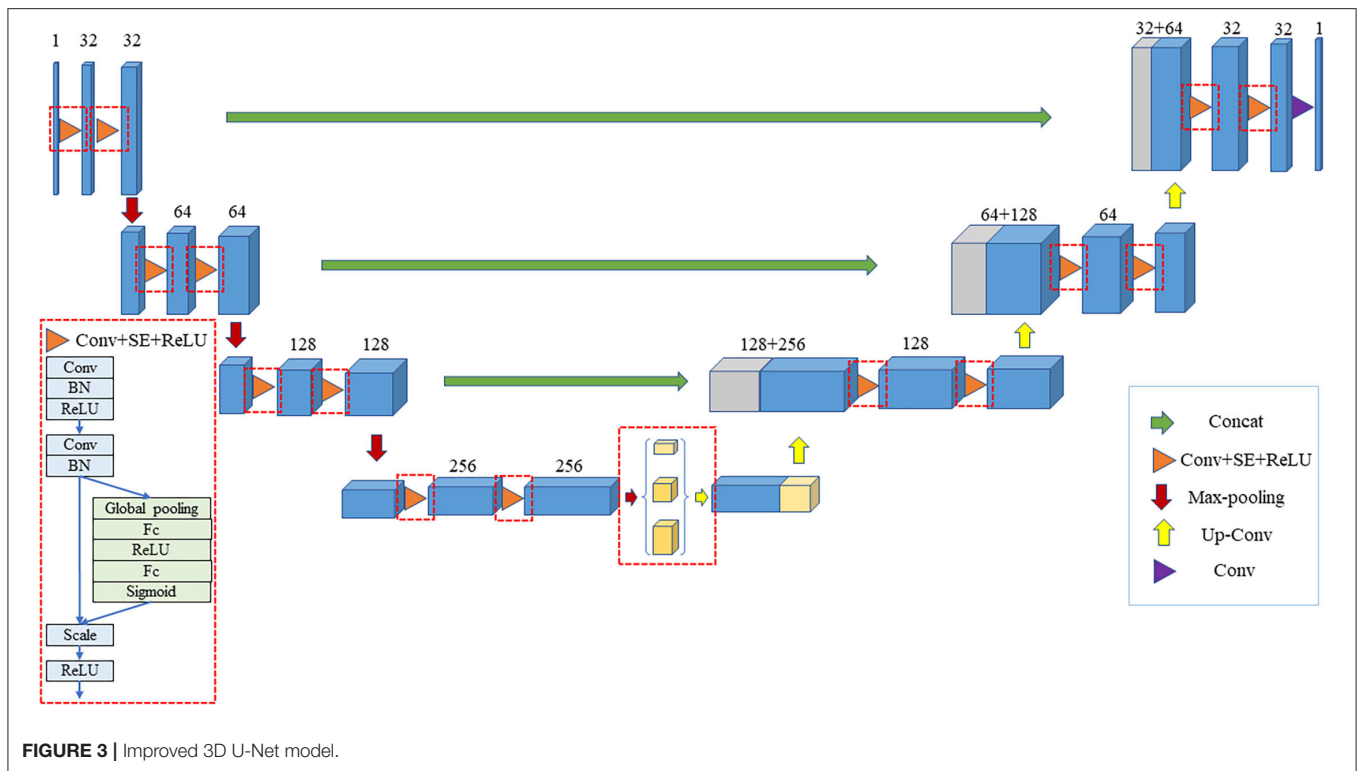 1 32 32
32+64 32 32 1
64 64
64+128 64
Conv+SE+ReLU
Conv
BN
ReLU
Conv
BN
Global pooling
Fc
ReLU
Fc
Sigmoid
Scale
ReLU
128 128
128+256 128
256 256
Concat
Conv+SE+ReLU
Max-pooling
Up-Conv
Conv
FIGURE 3 | Improved 3D U-Net model.